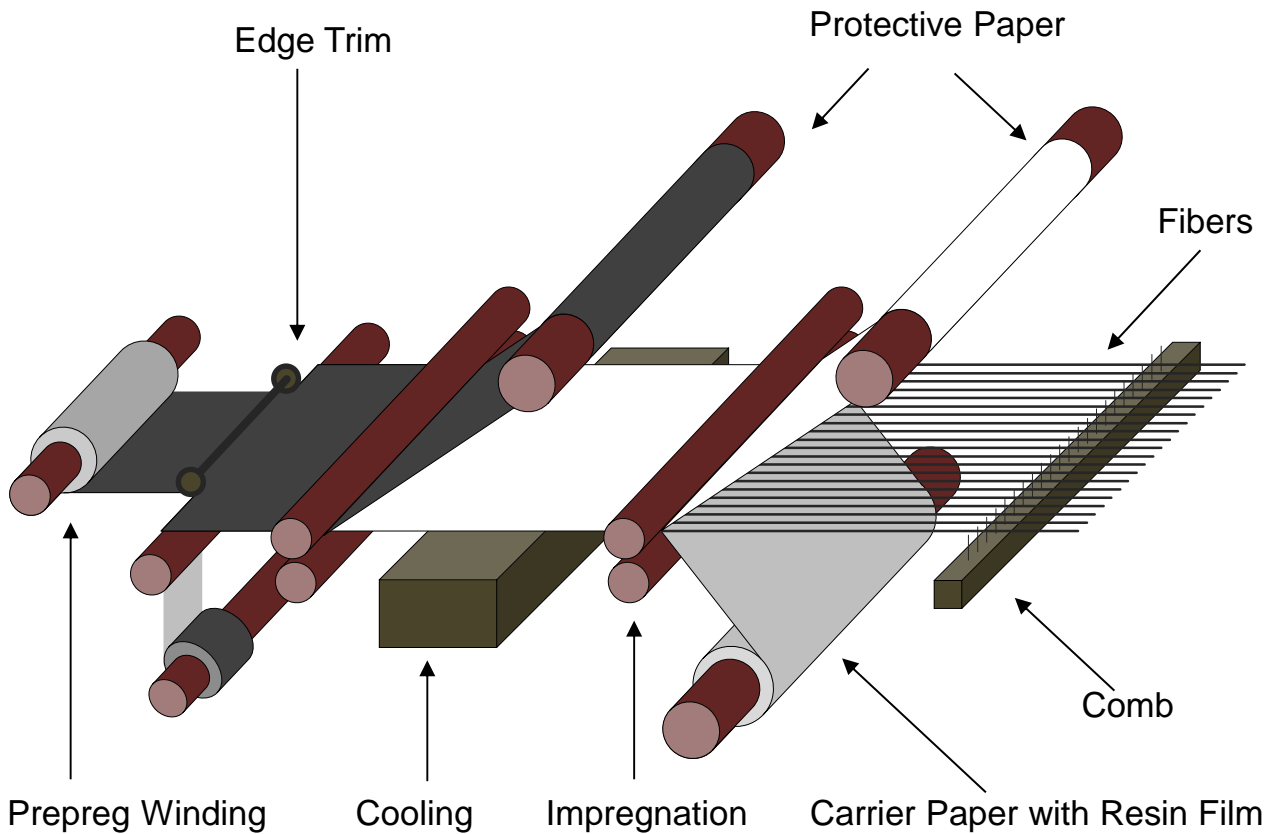 Protective Paper
Edge Trim
Fibers
Comb
Prepreg Winding
Cooling
Impregnation
Carrier Paper with Resin Film